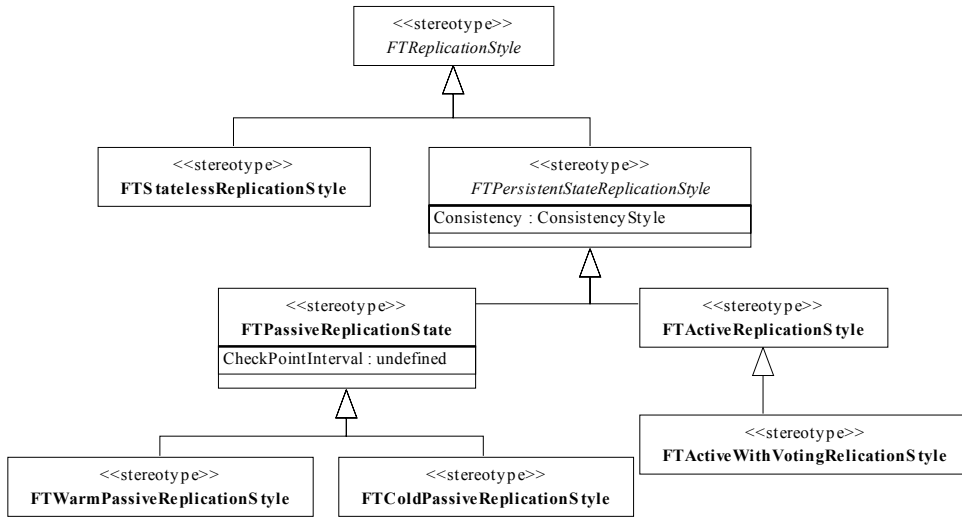 <<stereotype>>
FTReplicationStyle
<<stereotype>>
FTStatelessReplicationStyle
<<stereotype>>
FTPersistentStateReplicationStyle
Consistency : ConsistencyStyle
<<stereotype>>
FTPassiveReplicationState
CheckPointInterval : undefined
<<stereotype>>
FTActiveReplicationStyle
<<stereotype>>
FTActiveWithVotingRelicationStyle
<<stereotype>>
FTWarmPassiveReplicationStyle
<<stereotype>>
FTColdPassiveReplicationStyle